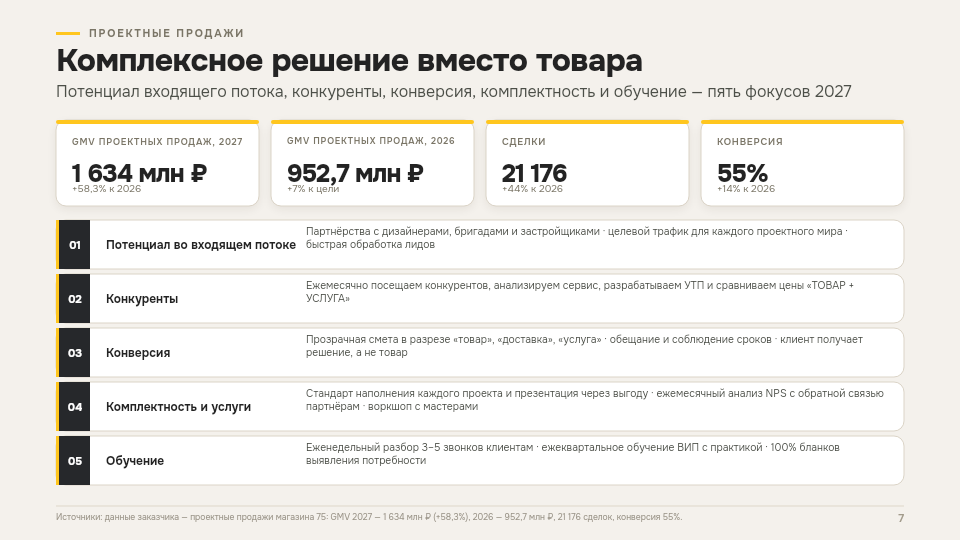 ПРОЕКТНЫЕ ПРОДАЖИ
Комплексное решение вместо товара
Потенциал входящего потока, конкуренты, конверсия, комплектность и обучение — пять фокусов 2027
GMV ПРОЕКТНЫХ ПРОДАЖ, 2027
1 634 млн ₽
+58,3% к 2026
GMV ПРОЕКТНЫХ ПРОДАЖ, 2026
952,7 млн ₽
+7% к цели
СДЕЛКИ
21 176
+44% к 2026
КОНВЕРСИЯ
55%
+14% к 2026
01
Потенциал во входящем потоке
Партнёрства с дизайнерами, бригадами и застройщиками · целевой трафик для каждого проектного мира ·
быстрая обработка лидов
02
Конкуренты
Ежемесячно посещаем конкурентов, анализируем сервис, разрабатываем УТП и сравниваем цены «ТОВАР +
УСЛУГА»
03
Конверсия
Прозрачная смета в разрезе «товар», «доставка», «услуга» · обещание и соблюдение сроков · клиент получает
решение, а не товар
04
Комплектность и услуги
Стандарт наполнения каждого проекта и презентация через выгоду · ежемесячный анализ NPS с обратной связью
партнёрам · воркшоп с мастерами
05
Обучение
Еженедельный разбор 3–5 звонков клиентам · ежеквартальное обучение ВИП с практикой · 100% бланков
выявления потребности
Источники: данные заказчика — проектные продажи магазина 75: GMV 2027 — 1 634 млн ₽ (+58,3%), 2026 — 952,7 млн ₽, 21 176 сделок, конверсия 55%.
7